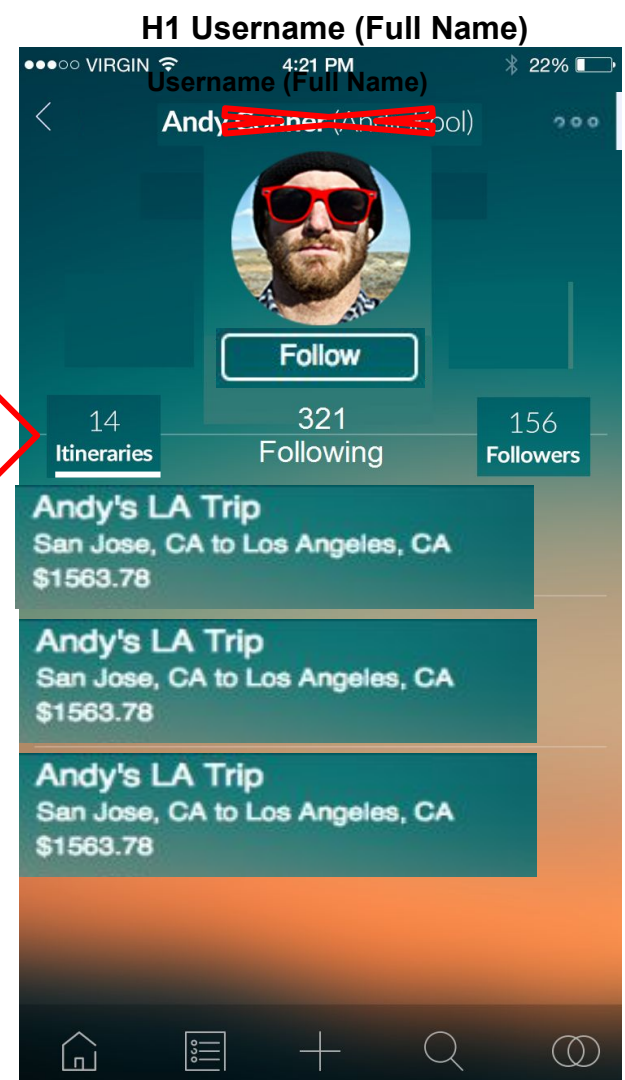 H1 Username (Full Name)
VIRGIN 4:21 PM 22%
Username (Full Name)
Andy
Follow
14 321 156
Itineraries Following Followers
Andy's LA Trip
San Jose, CA to Los Angeles, CA
$1563.78
Andy's LA Trip
San Jose, CA to Los Angeles, CA
$1563.78
Andy's LA Trip
San Jose, CA to Los Angeles, CA
$1563.78